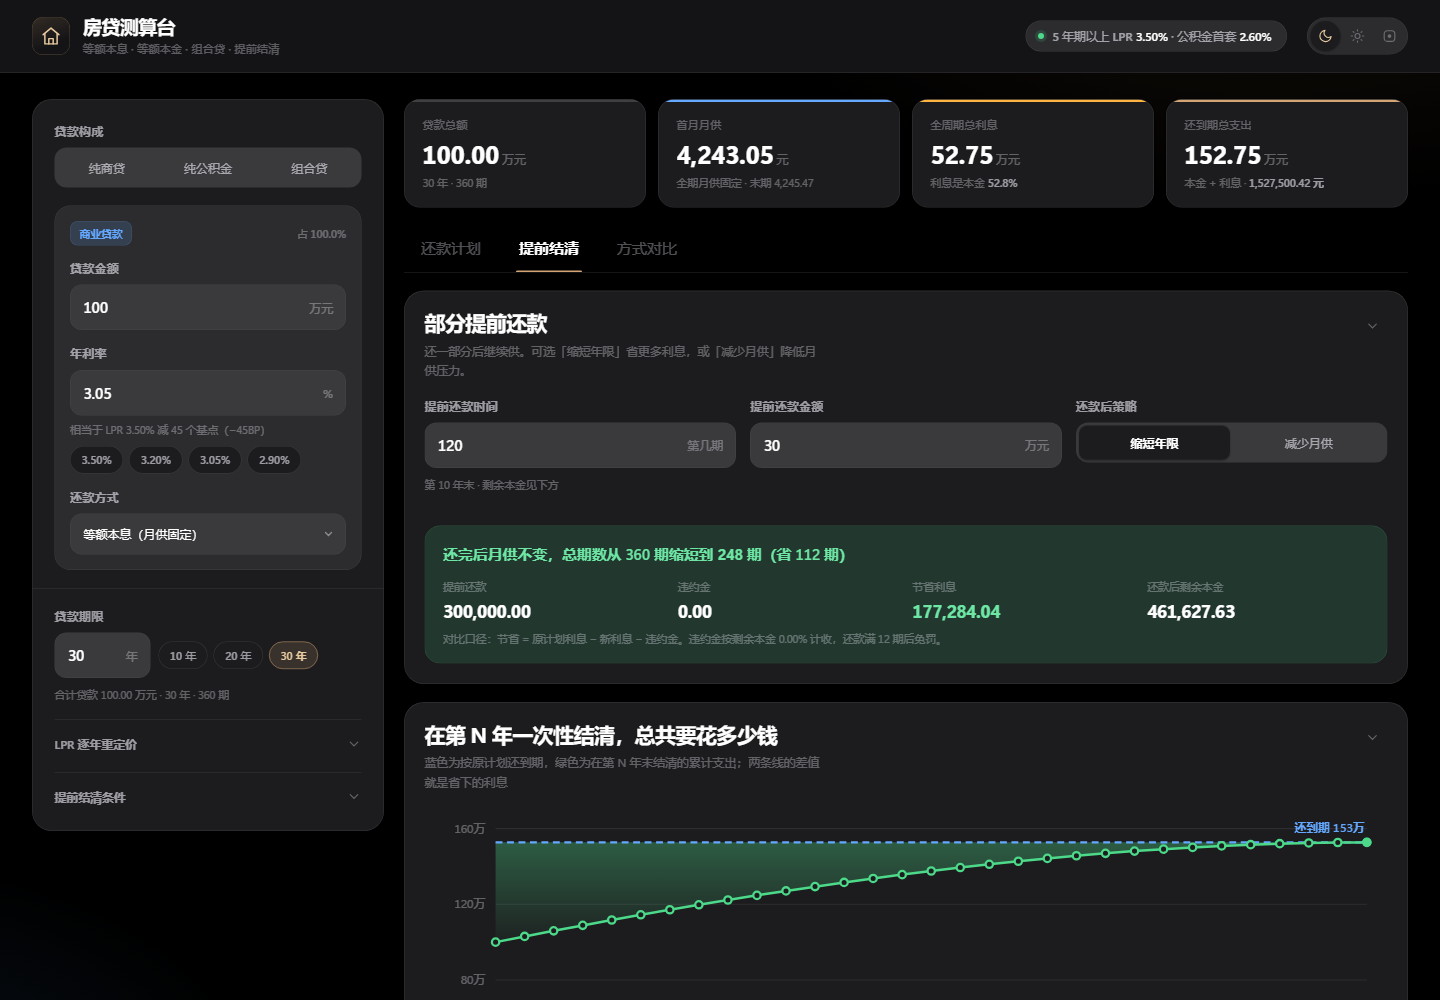 房贷测算台
等额本息 · 等额本金 · 组合贷 · 提前结清
5 年期以上 LPR 3.50% · 公积金首套 2.60%
贷款构成
纯商贷 纯公积金 组合贷
商业贷款 占 100.0%
贷款金额
100 万元
年利率
3.05 %
相当于 LPR 3.50% 减 45 个基点（−45BP）
3.50% 3.20% 3.05% 2.90%
还款方式
等额本息（月供固定）
贷款期限
30 年 10 年 20 年 30 年
合计贷款 100.00 万元 · 30 年 · 360 期
LPR 逐年重定价
提前结清条件
贷款总额
100.00 万元
30 年 · 360 期
首月月供
4,243.05 元
全期月供固定 · 末期 4,245.47
全周期总利息
52.75 万元
利息是本金 52.8%
还到期总支出
152.75 万元
本金 + 利息 · 1,527,500.42 元
还款计划 提前结清 方式对比
部分提前还款
还一部分后继续供。可选「缩短年限」省更多利息，或「减少月供」降低月
供压力。
提前还款时间 提前还款金额 还款后策略
120 第几期 30 万元 缩短年限 减少月供
第 10 年末 · 剩余本金见下方
还完后月供不变，总期数从 360 期缩短到 248 期（省 112 期）
提前还款 违约金 节省利息 还款后剩余本金
300,000.00 0.00 177,284.04 461,627.63
对比口径：节省 = 原计划利息 − 新利息 − 违约金。违约金按剩余本金 0.00% 计收，还款满 12 期后免罚。
在第 N 年一次性结清，总共要花多少钱
蓝色为按原计划还到期，绿色为在第 N 年末结清的累计支出；两条线的差值
就是省下的利息
160万
还到期 153万
120万
80万